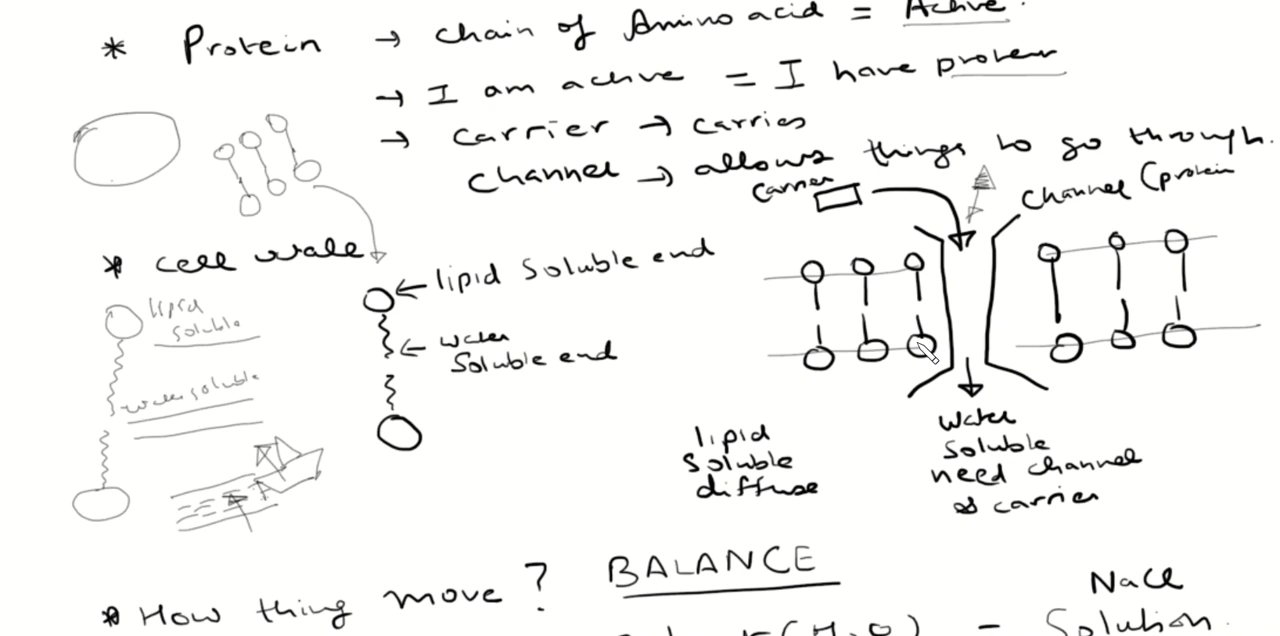 * Protein → chain of Amino acid = Active.
→ I am active = I have protein
→ carrier → carries
channel → allows things to go through.
Carrier
Channel (protein
* cell wall
← lipid soluble end
lipid
soluble
← water
soluble end
water soluble
lipid
soluble
diffuse
water
soluble
need channel
& carrier
* How thing move? BALANCE
NaCl
(H₂O) = Solution.